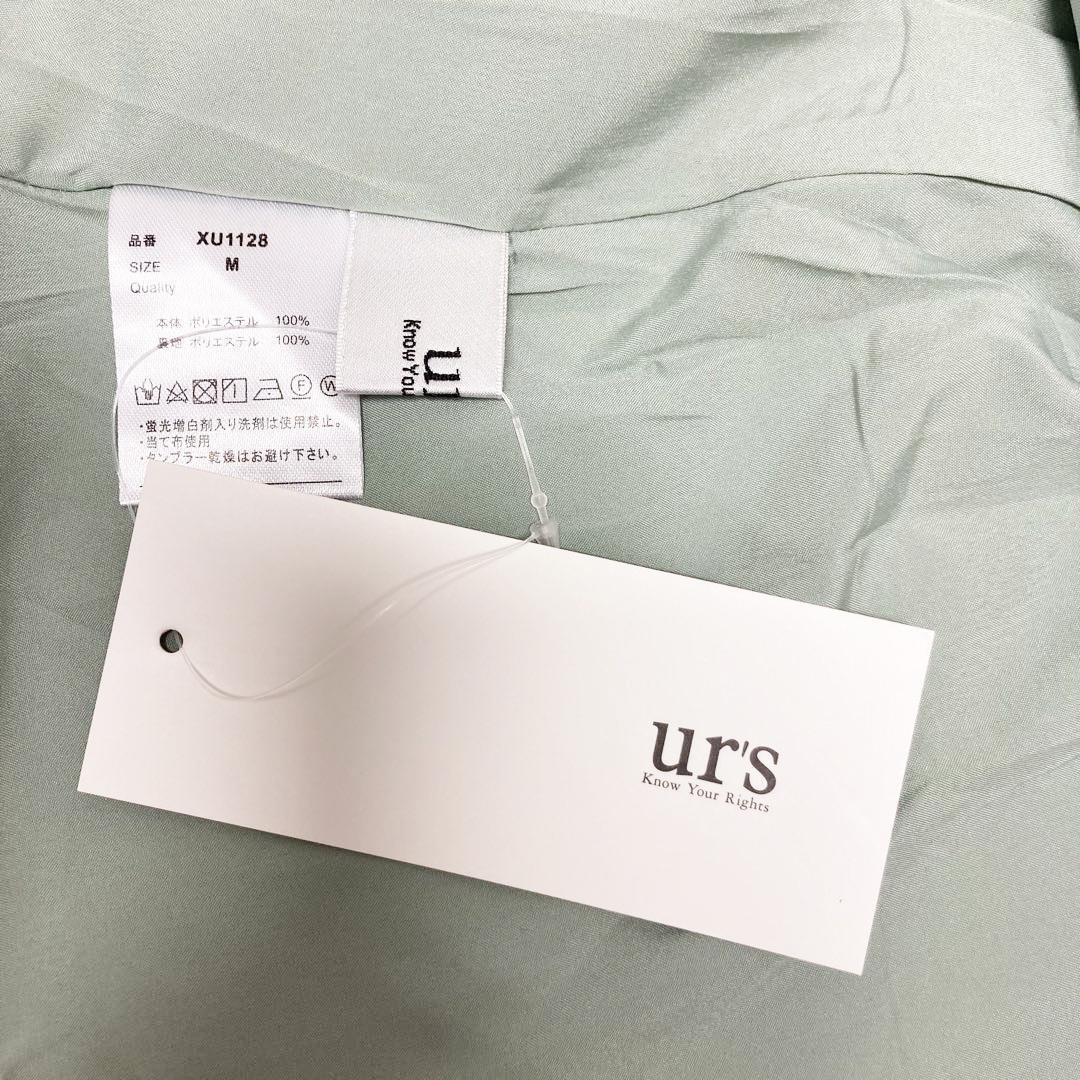 品番 XU1128
SIZE M
Quality
本体 ポリエステル 100%
裏地 ポリエステル 100%
F W
・蛍光増白剤入り洗剤は使用禁止。
・当て布使用
・タンブラー乾燥はお避け下さい。
Know You
ur
ur's
Know Your Rights